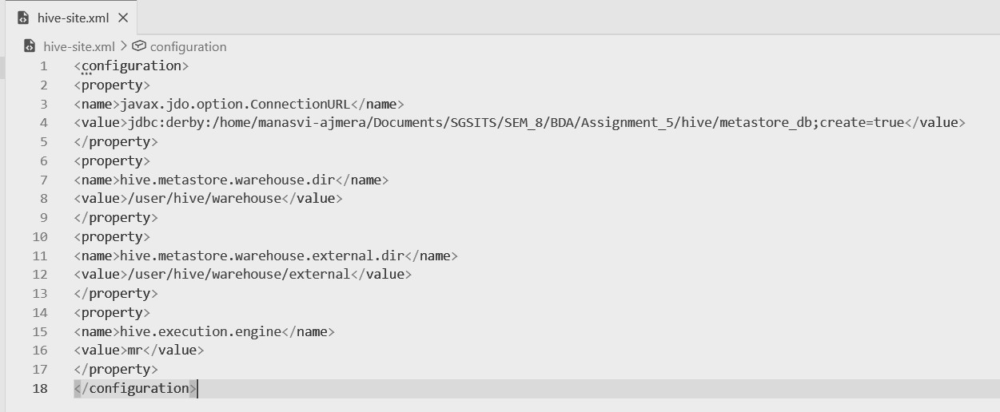 hive-site.xml
hive-site.xml > configuration
1 <configuration>
2 <property>
3 <name>javax.jdo.option.ConnectionURL</name>
4 <value>jdbc:derby:/home/manasvi-ajmera/Documents/SGSITS/SEM_8/BDA/Assignment_5/hive/metastore_db;create=true</value>
5 </property>
6 <property>
7 <name>hive.metastore.warehouse.dir</name>
8 <value>/user/hive/warehouse</value>
9 </property>
10 <property>
11 <name>hive.metastore.warehouse.external.dir</name>
12 <value>/user/hive/warehouse/external</value>
13 </property>
14 <property>
15 <name>hive.execution.engine</name>
16 <value>mr</value>
17 </property>
18 </configuration>